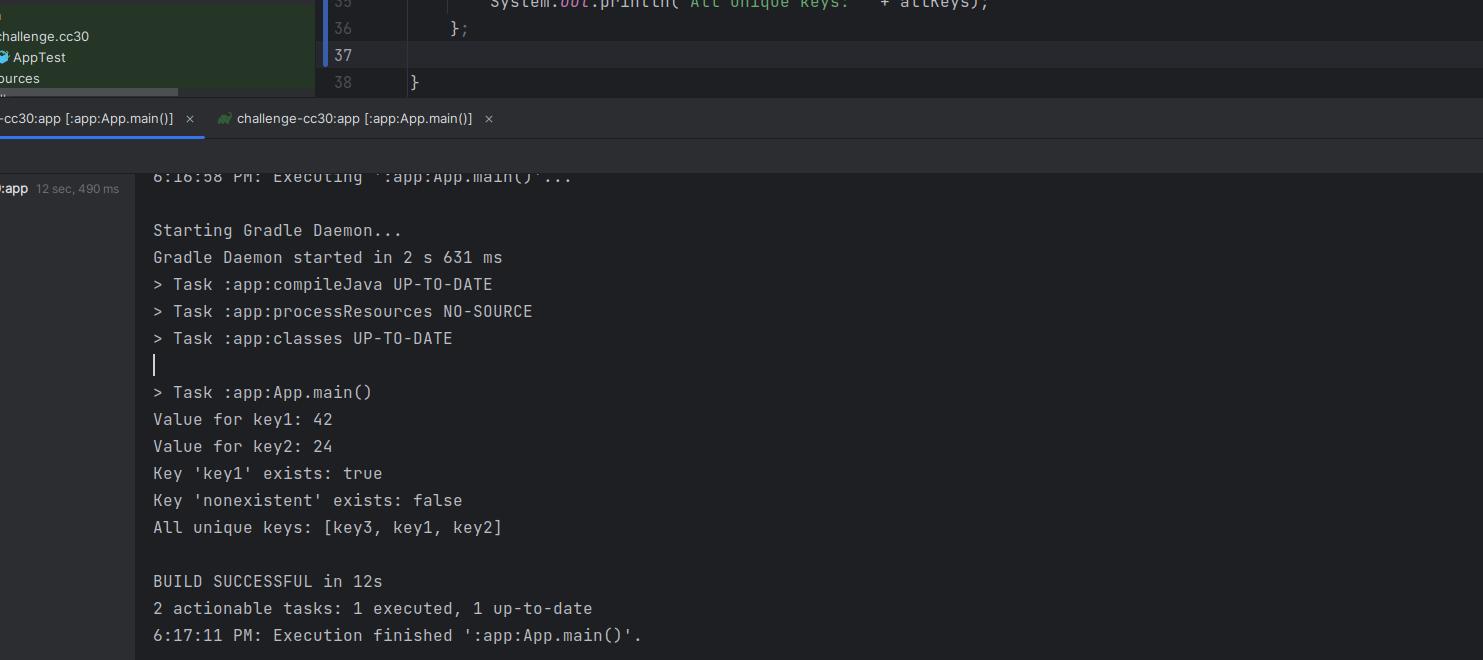 35 System.out.println("All unique keys: " + allKeys);
challenge.cc30
36 };
AppTest
37
ources
38 }
-cc30:app [:app:App.main()] × challenge-cc30:app [:app:App.main()] ×
:app 12 sec, 490 ms
6:16:58 PM: Executing ':app:App.main()'...
Starting Gradle Daemon...
Gradle Daemon started in 2 s 631 ms
> Task :app:compileJava UP-TO-DATE
> Task :app:processResources NO-SOURCE
> Task :app:classes UP-TO-DATE
> Task :app:App.main()
Value for key1: 42
Value for key2: 24
Key 'key1' exists: true
Key 'nonexistent' exists: false
All unique keys: [key3, key1, key2]
BUILD SUCCESSFUL in 12s
2 actionable tasks: 1 executed, 1 up-to-date
6:17:11 PM: Execution finished ':app:App.main()'.